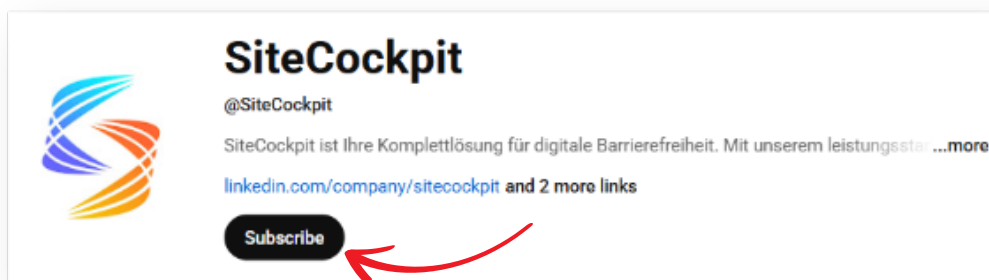 SiteCockpit
@SiteCockpit
SiteCockpit ist Ihre Komplettlösung für digitale Barrierefreiheit. Mit unserem leistungsstar ...more
linkedin.com/company/sitecockpit and 2 more links
Subscribe